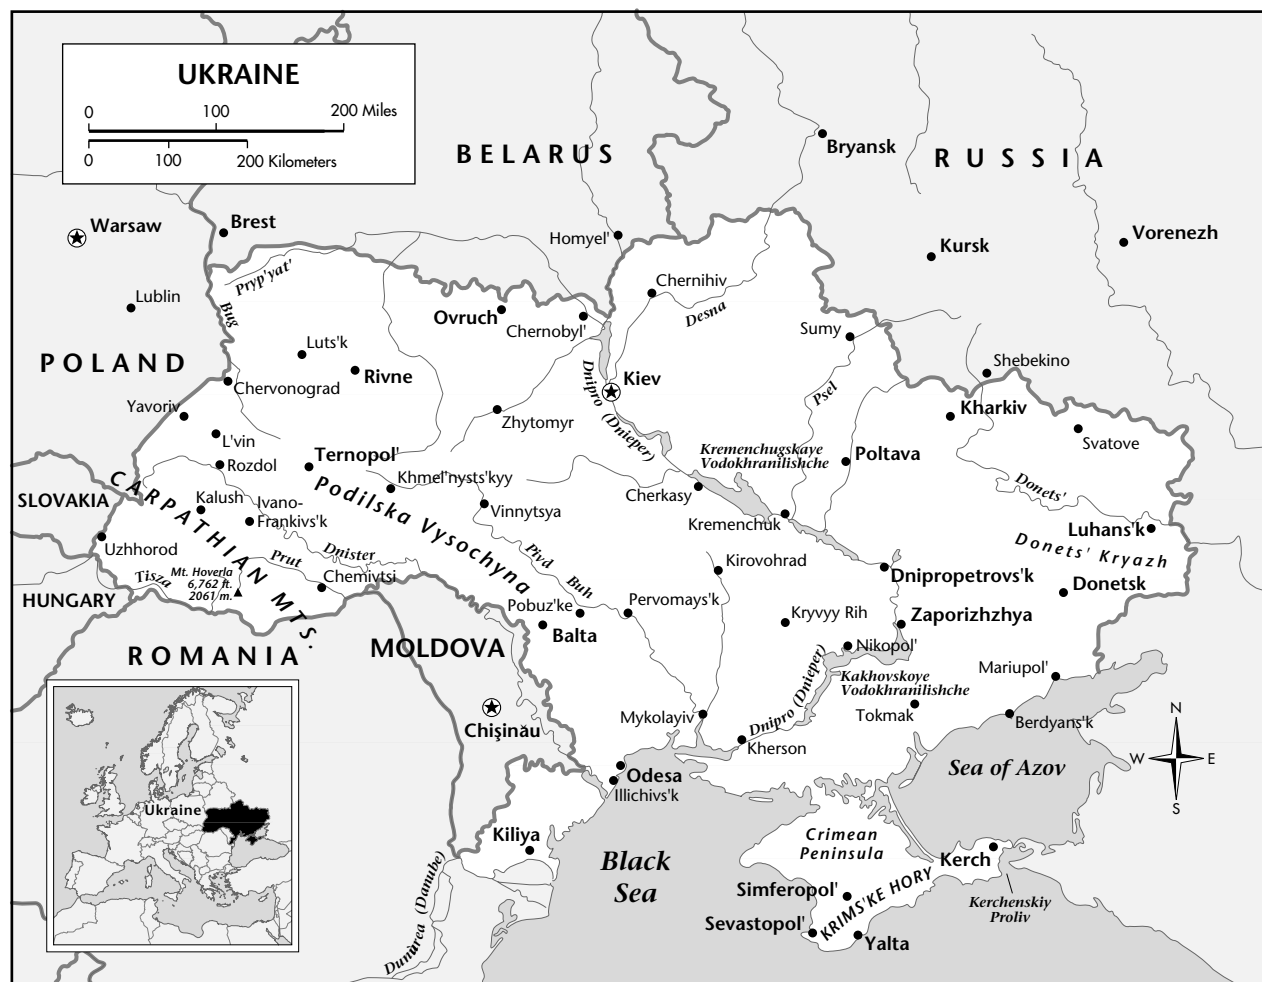 UKRAINE
0 100 200 Miles
0 100 200 Kilometers
BELARUS
RUSSIA
Bryansk
Warsaw
Brest
Homyel'
Kursk
Vorenezh
Pryp'yat'
Bug
Lublin
Chernihiv
Desna
Ovruch
Chernobyl'
Sumy
Luts'k
POLAND
Rivne
Kiev
Shebekino
Chervonograd
Dnipro (Dnieper)
Psel
Yavoriv
Zhytomyr
Kharkiv
L'vin
Svatove
Ternopol'
Kremenchugskaye
Vodokhranilishche
Poltava
Rozdol
CARPATHIAN MTS.
Khmel'nysts'kyy
Podilska Vysochyna
SLOVAKIA
Kalush
Ivano-
Frankivs'k
Vinnytsya
Cherkasy
Donets'
Kremenchuk
Luhans'k
Uzhhorod
Dnister
Prut
Pivd Buh
Donets' Kryazh
Tisza
Mt. Hoverla
6,762 ft.
2061 m.
Chemivtsi
Kirovohrad
Dnipropetrovs'k
Donetsk
HUNGARY
Pobuz'ke
Pervomays'k
Kryvyy Rih
Zaporizhzhya
Balta
MOLDOVA
ROMANIA
Nikopol'
Mariupol'
Kakhovskoye
Vodokhranilishche
Dnipro (Dnieper)
Tokmak
Mykolayiv
Berdyans'k
Chişinău
Kherson
N
W E
S
Sea of Azov
Odesa
Illichivs'k
Ukraine
Kiliya
Crimean
Peninsula
Black
Sea
Kerch
Simferopol'
KRIMS'KE HORY
Kerchenskiy
Proliv
Sevastopol'
Yalta
Dunùrea (Danube)